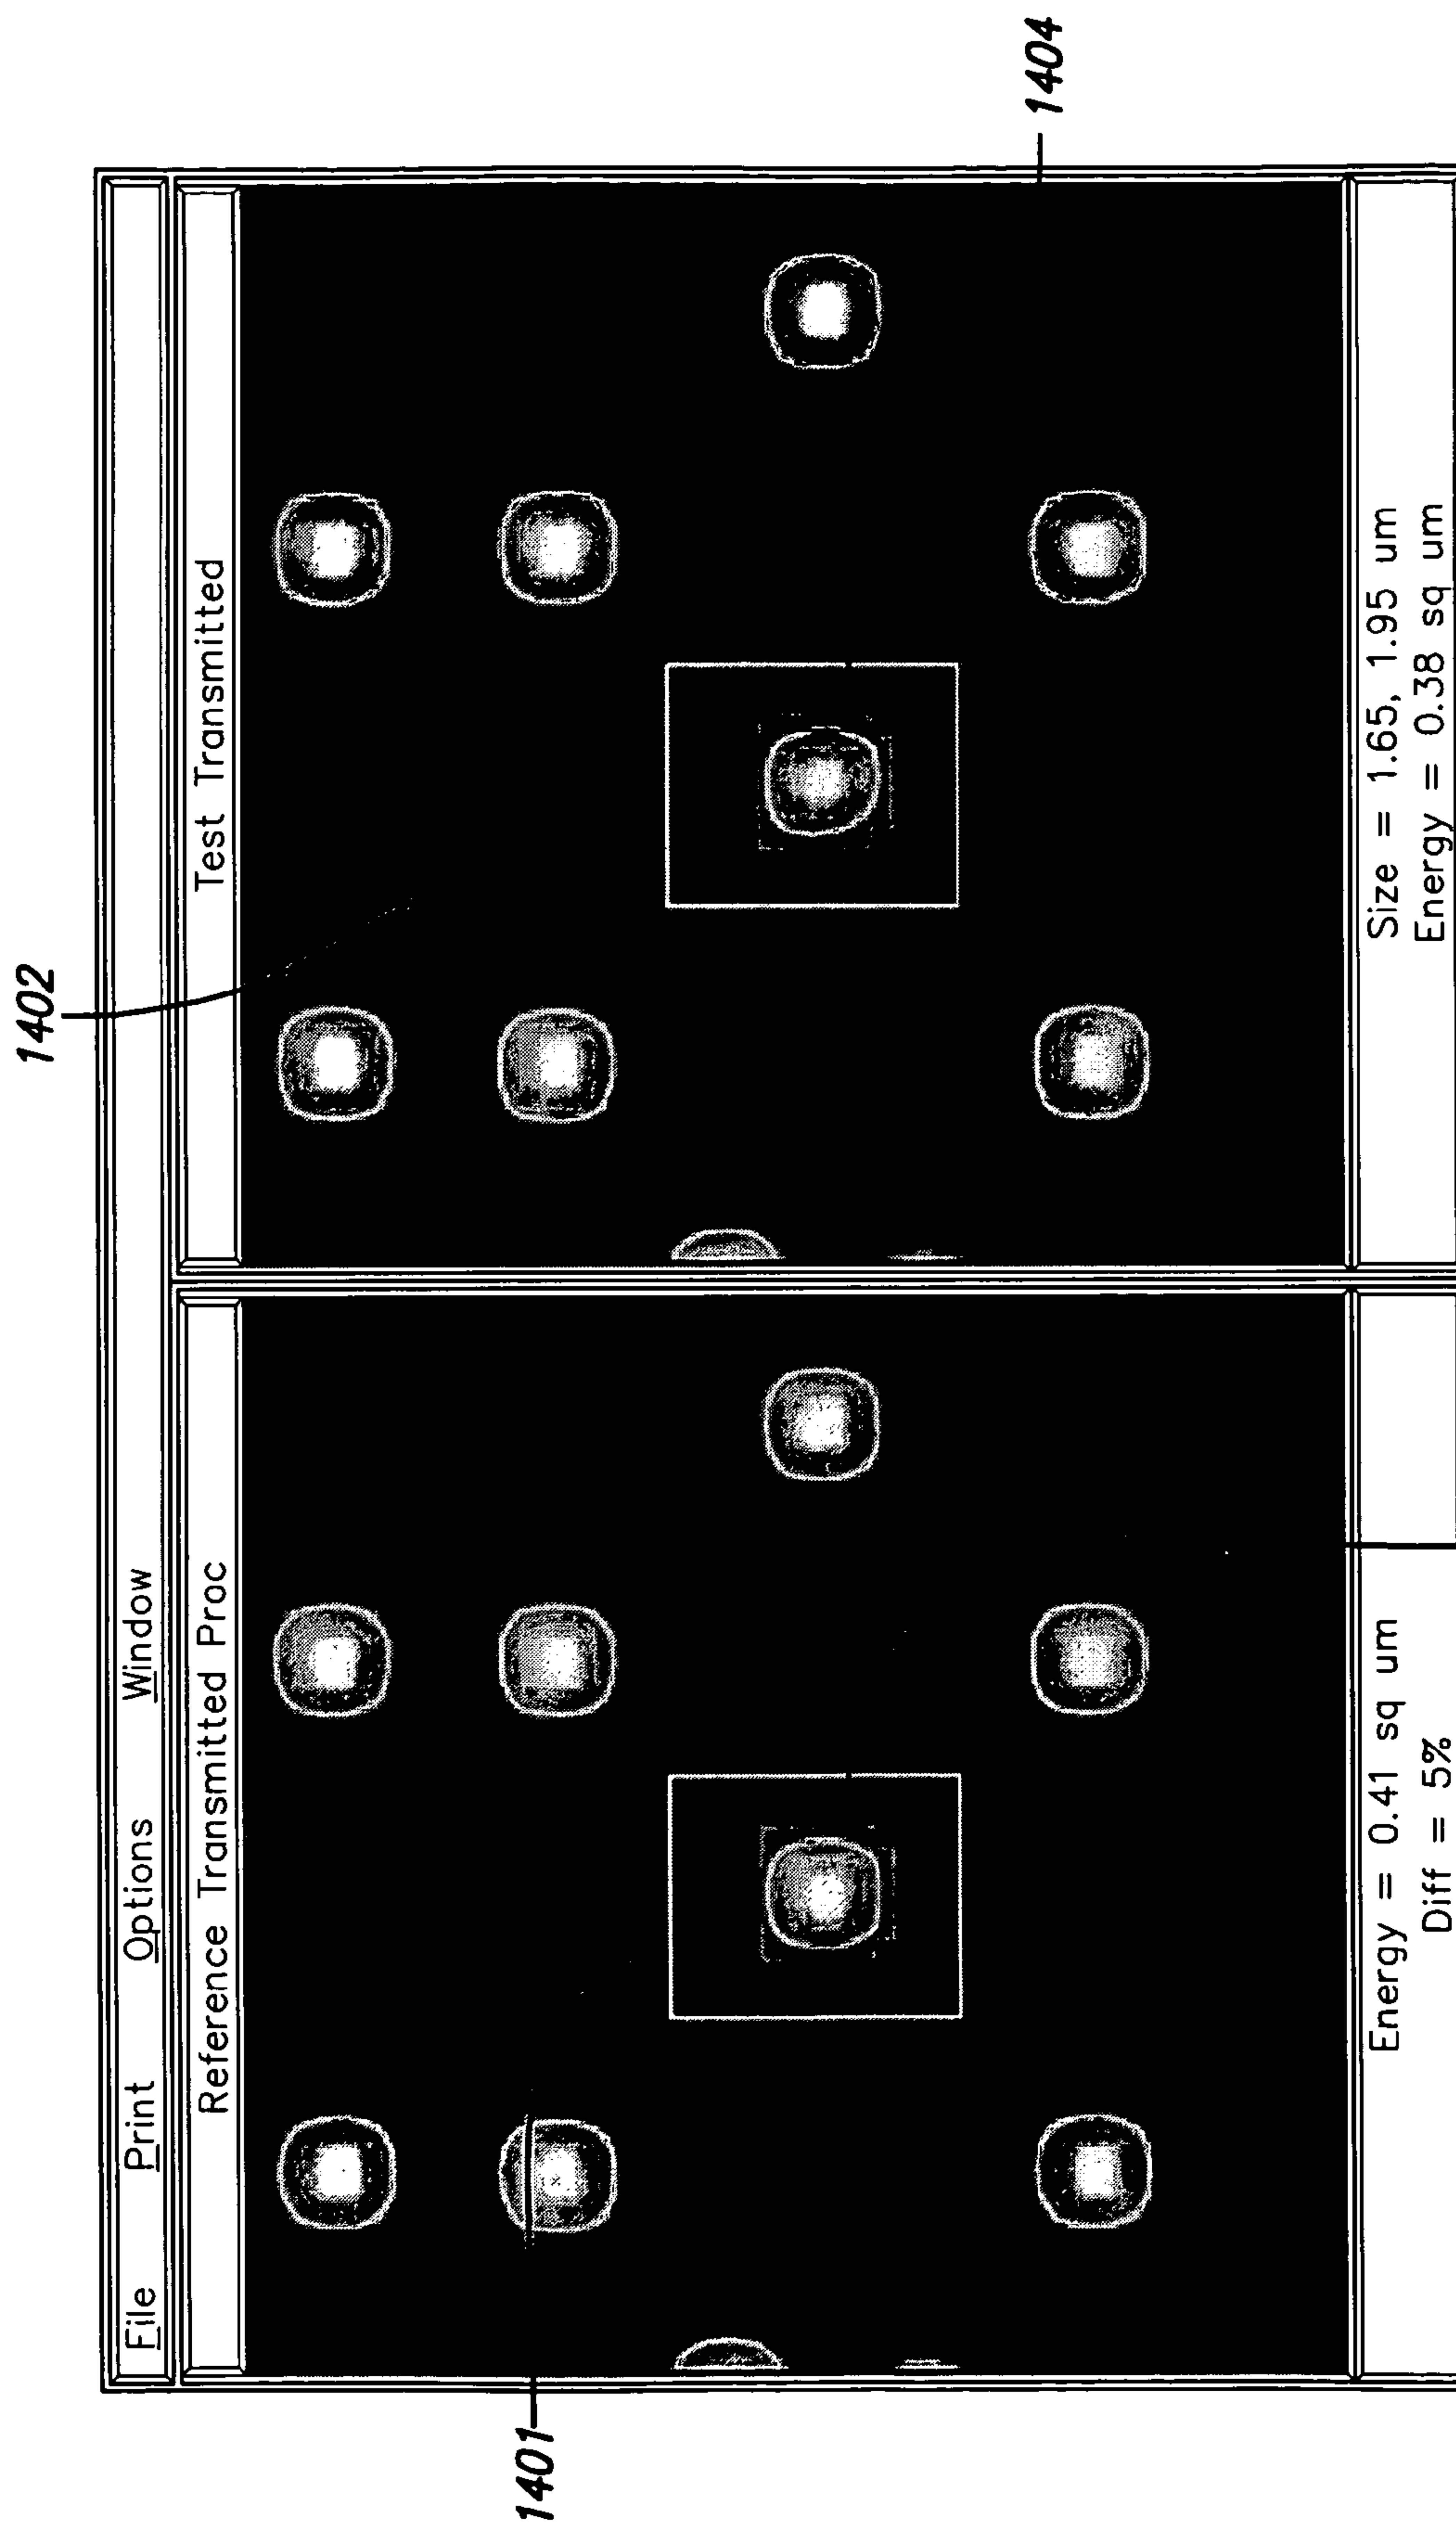 1402
File Print Options Window
Reference Transmitted Proc
Test Transmitted
1401
1404
Energy = 0.41 sq um
Diff = 5%
Size = 1.65, 1.95 um
Energy = 0.38 sq um